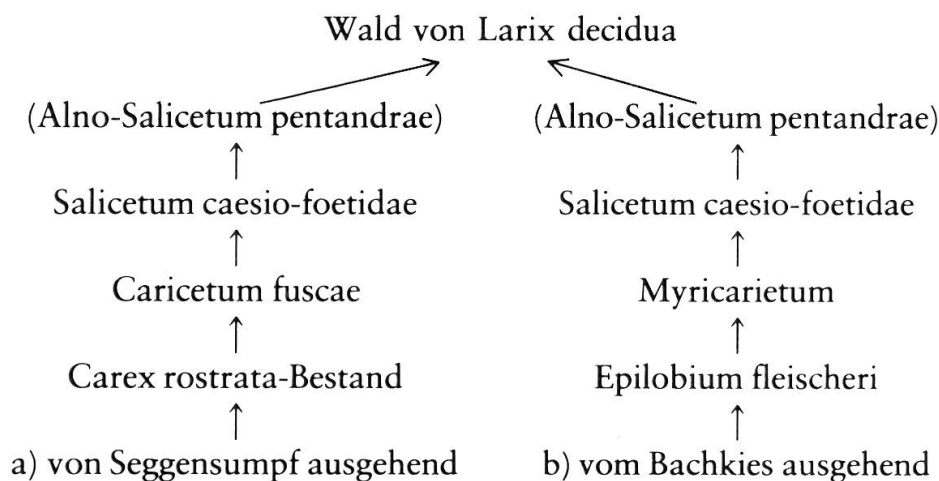 Wald von Larix decidua
(Alno-Salicetum pentandrae) (Alno-Salicetum pentandrae)
Salicetum caesio-foetidae Salicetum caesio-foetidae
Caricetum fuscae Myricarietum
Carex rostrata-Bestand Epilobium fleischeri
a) von Seggensumpf ausgehend b) vom Bachkies ausgehend